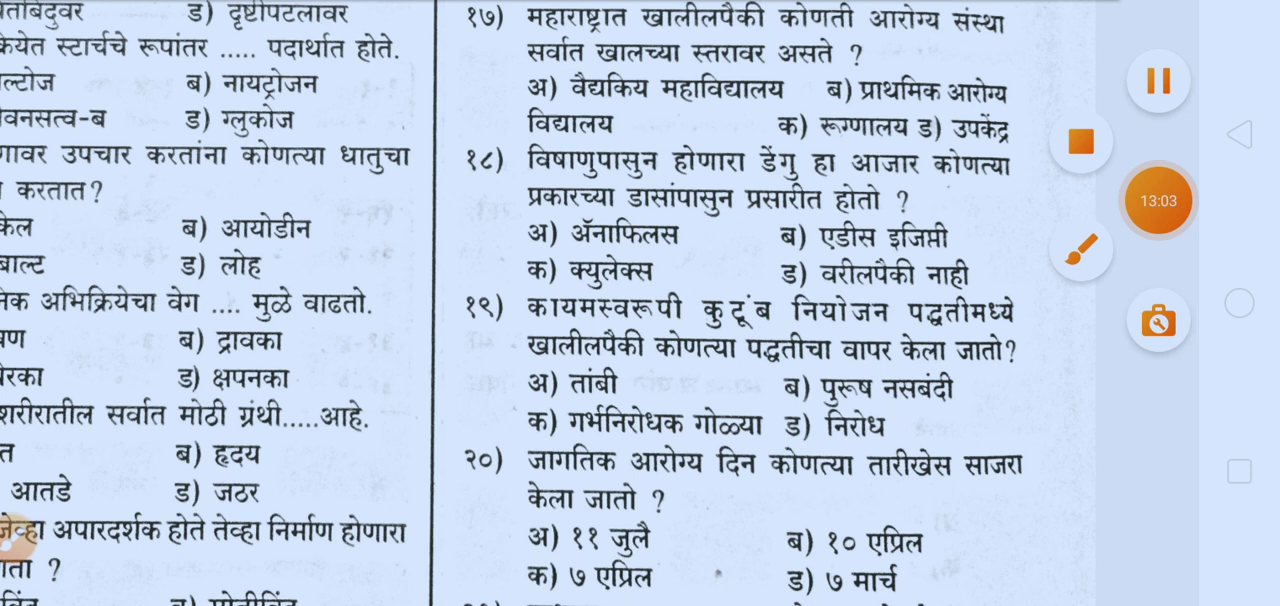 ड) दृष्टीपटलावर
स्टार्चचे रूपांतर ..... पदार्थात होते.
ब) नायट्रोजन
ड) ग्लुकोज
उपचार करतांना कोणत्या धातुचा
करतात?
ब) आयोडीन
ड) लोह
अभिक्रियेचा वेग .... मुळे वाढतो.
ब) द्रावका
ड) क्षपनका
शरीरातील सर्वात मोठी ग्रंथी.....आहे.
ब) हृदय
आतडे ड) जठर
जेव्हा अपारदर्शक होते तेव्हा निर्माण होणारा
?
१७) महाराष्ट्रात खालीलपैकी कोणती आरोग्य संस्था
सर्वात खालच्या स्तरावर असते ?
अ) वैद्यकिय महाविद्यालय ब) प्राथमिक आरोग्य
विद्यालय क) रूग्णालय ड) उपकेंद्र
१८) विषाणुपासुन होणारा डेंगु हा आजार कोणत्या
प्रकारच्या डासांपासुन प्रसारीत होतो ?
अ) ॲनाफिलस ब) एडीस इजिप्ती
क) क्युलेक्स ड) वरीलपैकी नाही
१९) कायमस्वरूपी कुटूंब नियोजन पद्धतीमध्ये
खालीलपैकी कोणत्या पद्धतीचा वापर केला जातो?
अ) तांबी ब) पुरूष नसबंदी
क) गर्भनिरोधक गोळ्या ड) निरोध
२०) जागतिक आरोग्य दिन कोणत्या तारीखेस साजरा
केला जातो ?
अ) ११ जुलै ब) १० एप्रिल
क) ७ एप्रिल ड) ७ मार्च
13:03